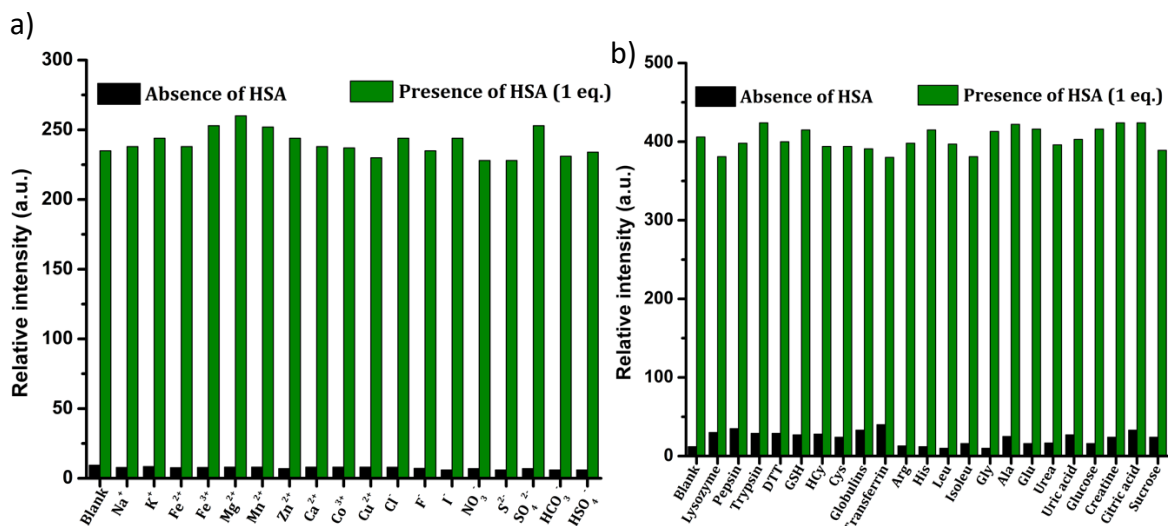 a)
300
250
200
150
100
50
0
Relative intensity (a.u.)
Absence of HSA
Presence of HSA (1 eq.)
Blank
Na⁺
K⁺
Fe²⁺
Fe³⁺
Mg²⁺
Mn²⁺
Zn²⁺
Ca²⁺
Co³⁺
Cu²⁺
Cl⁻
F⁻
I⁻
NO₃⁻
S²⁻
SO₄²⁻
HCO₃⁻
HSO₄⁻
b)
500
400
300
200
100
0
Relative intensity (a.u.)
Absence of HSA
Presence of HSA (1 eq.)
Blank
Lysozyme
Pepsin
Trypsin
DTT
GSH
HCy
Cys
Globulins
Transferrin
Arg
His
Leu
Isoleu
Gly
Ala
Glu
Urea
Uric acid
Glucose
Creatine
Citric acid
Sucrose